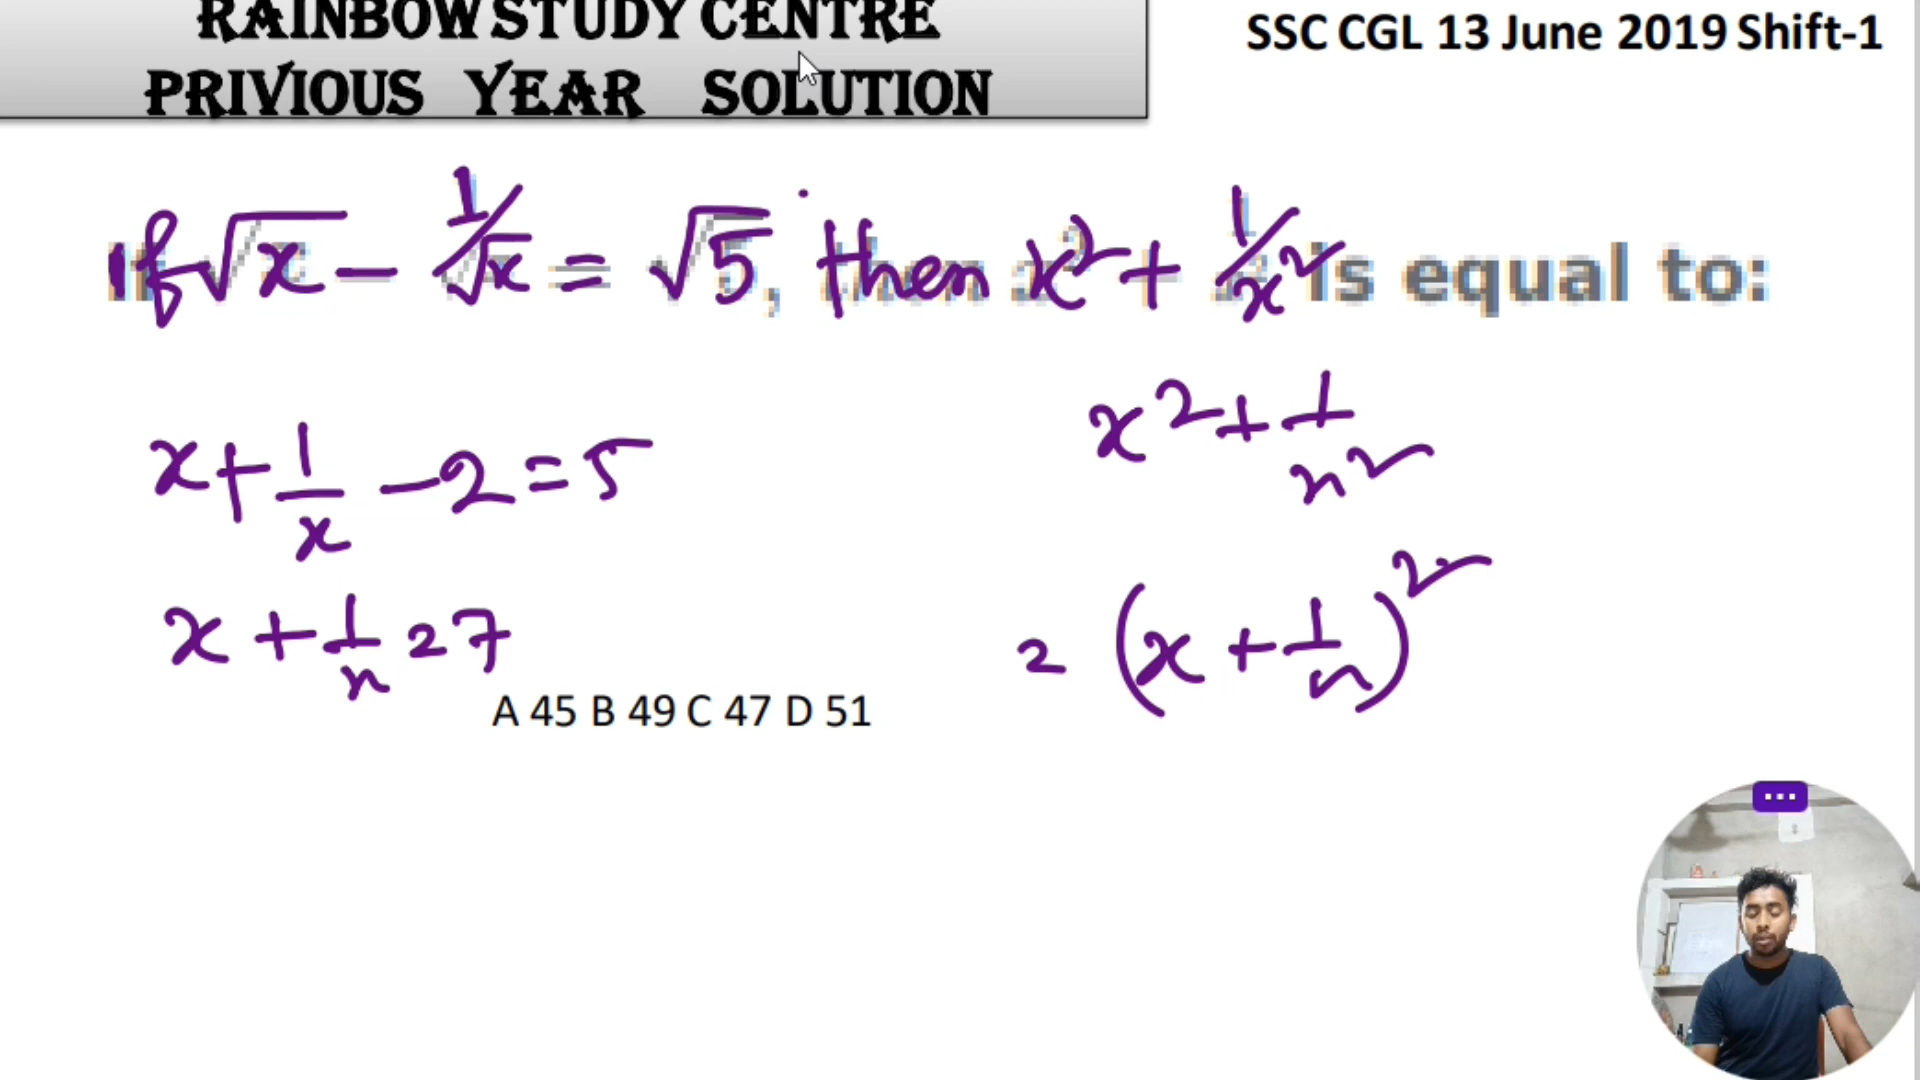 RAINBOW STUDY CENTRE
PRIVIOUS YEAR SOLUTION
SSC CGL 13 June 2019 Shift-1
If √x - 1/√x = √5, then x² + 1/x² is equal to:
x + 1/x - 2 = 5
x + 1/x = 7
x² + 1/x²
= (x + 1/x)²
A 45 B 49 C 47 D 51